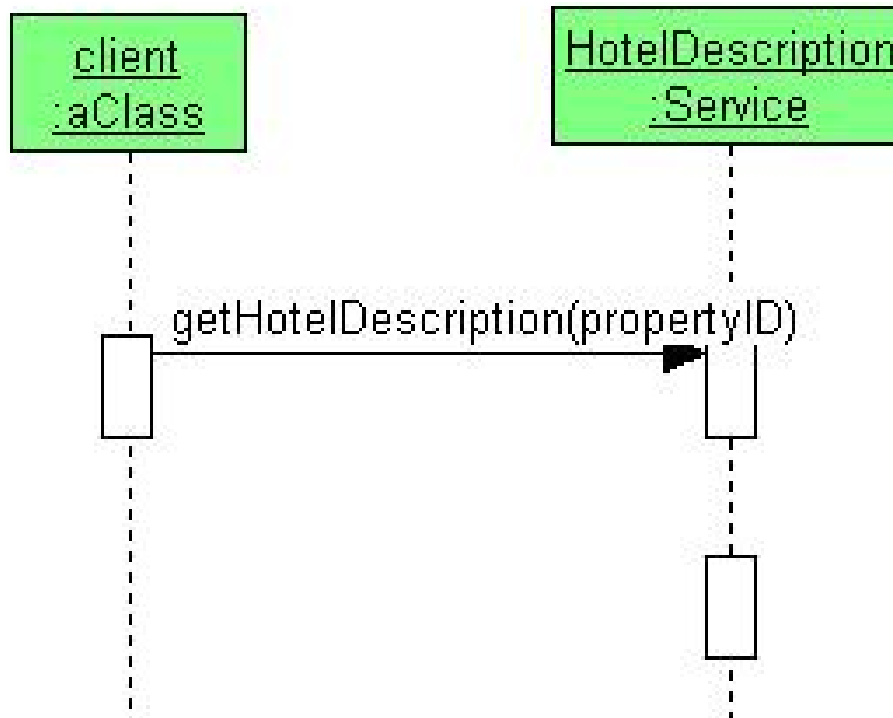 client
:aClass
HotelDescription
:Service
getHotelDescription(propertyID)